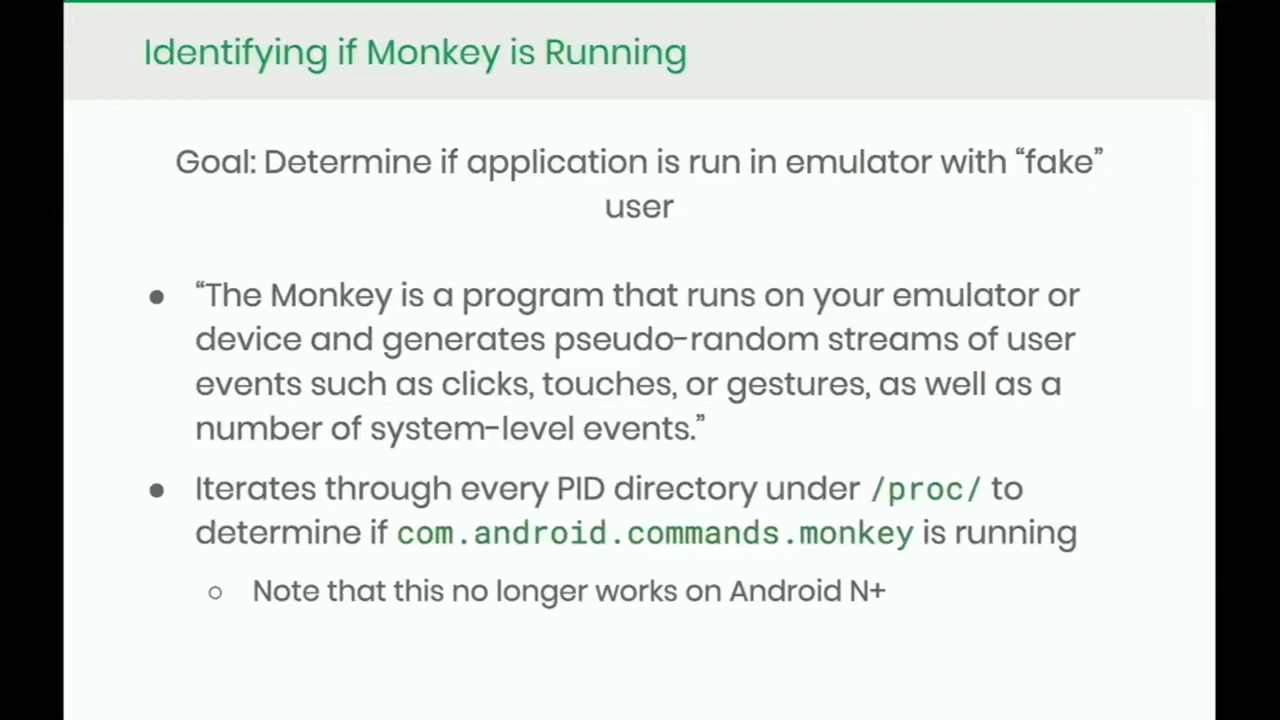 Identifying if Monkey is Running
Goal: Determine if application is run in emulator with “fake”
user
● “The Monkey is a program that runs on your emulator or
device and generates pseudo-random streams of user
events such as clicks, touches, or gestures, as well as a
number of system-level events.”
● Iterates through every PID directory under /proc/ to
determine if com.android.commands.monkey is running
○ Note that this no longer works on Android N+